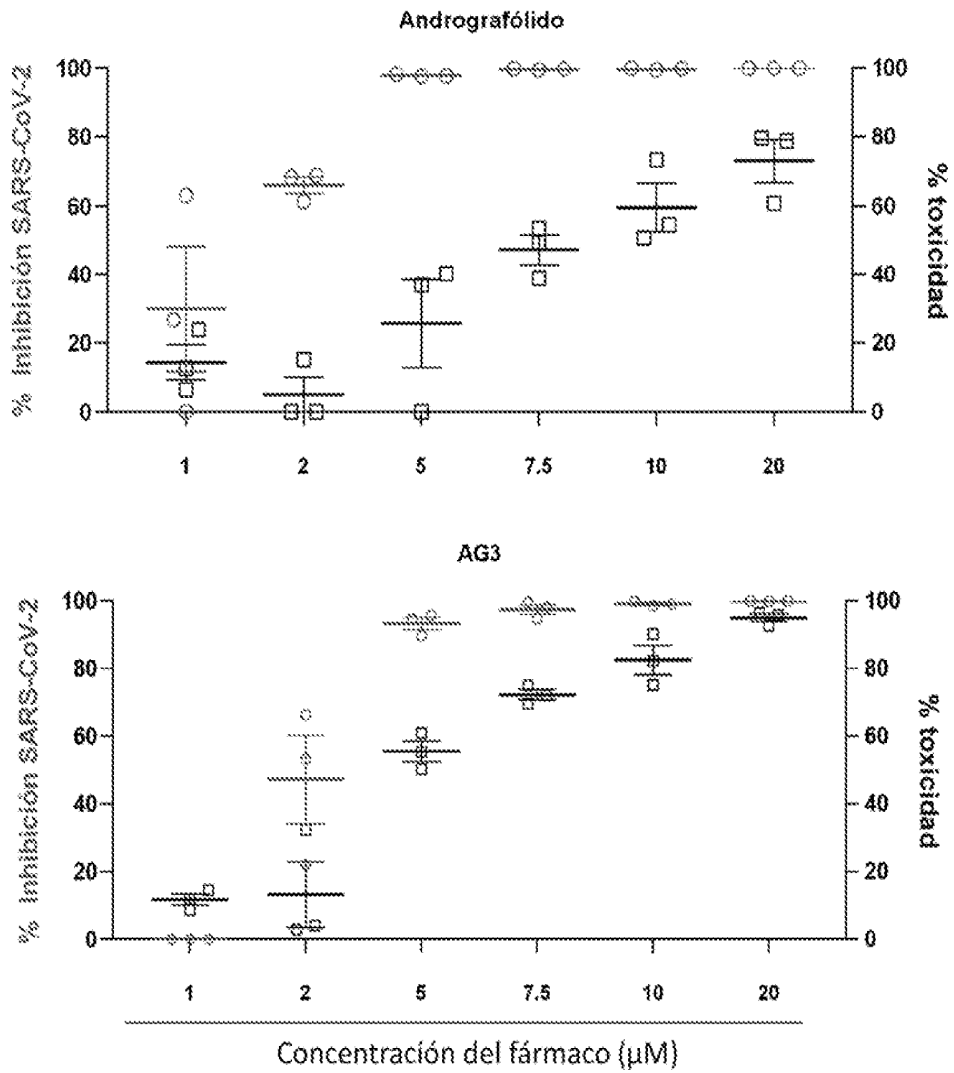 Andrografólido
% Inhibición SARS-CoV-2
100
80
60
40
20
0
100
80
60
40
20
0
% toxicidad
1 2 5 7.5 10 20
AG3
% Inhibición SARS-CoV-2
100
80
60
40
20
0
100
80
60
40
20
0
% toxicidad
1 2 5 7.5 10 20
Concentración del fármaco (µM)